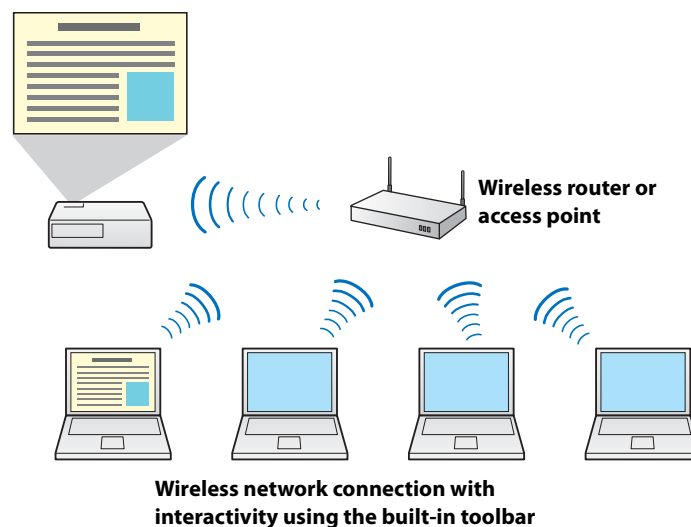 Wireless router or
access point
Wireless network connection with
interactivity using the built-in toolbar